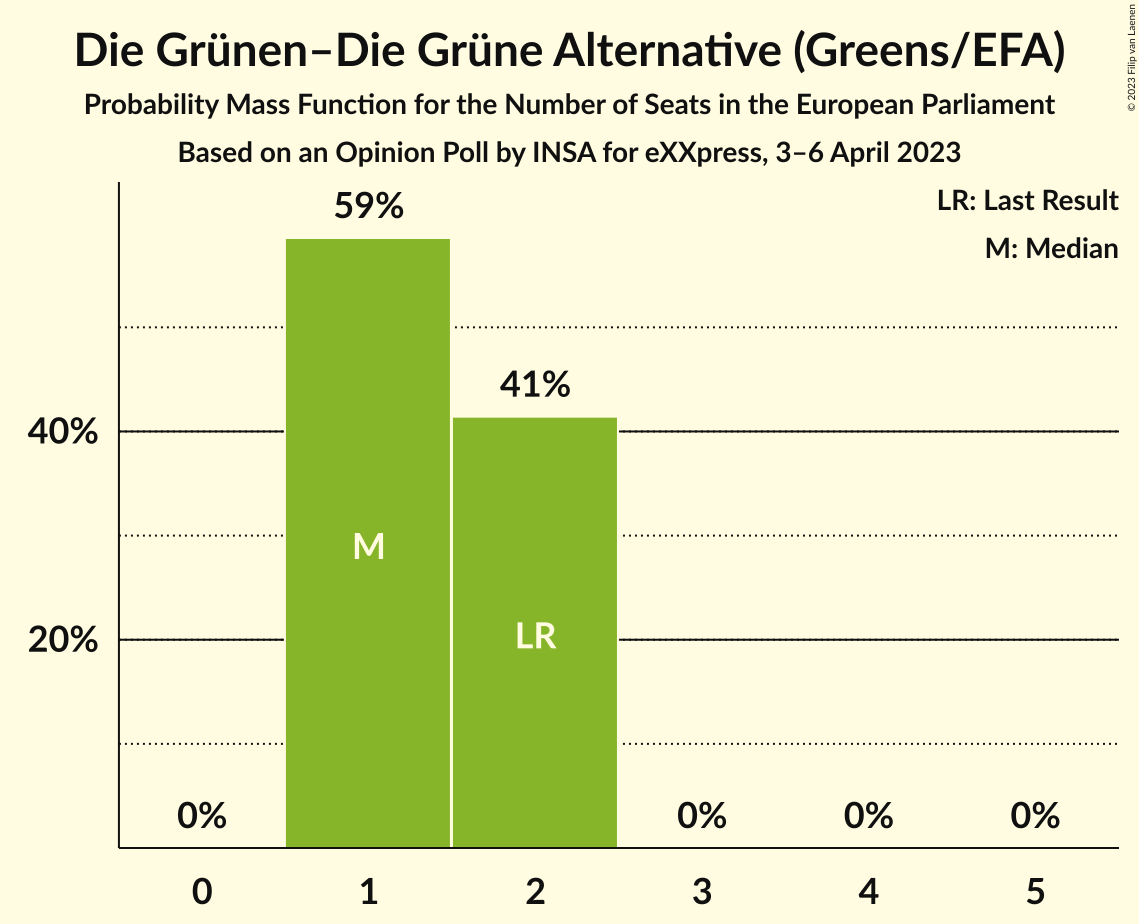 Die Grünen–Die Grüne Alternative (Greens/EFA)
Probability Mass Function for the Number of Seats in the European Parliament
Based on an Opinion Poll by INSA for eXXpress, 3–6 April 2023
© 2023 Filip van Laenen
LR: Last Result
M: Median
59%
41%
40%
M
LR
20%
0%
0%
0%
0%
0
1
2
3
4
5